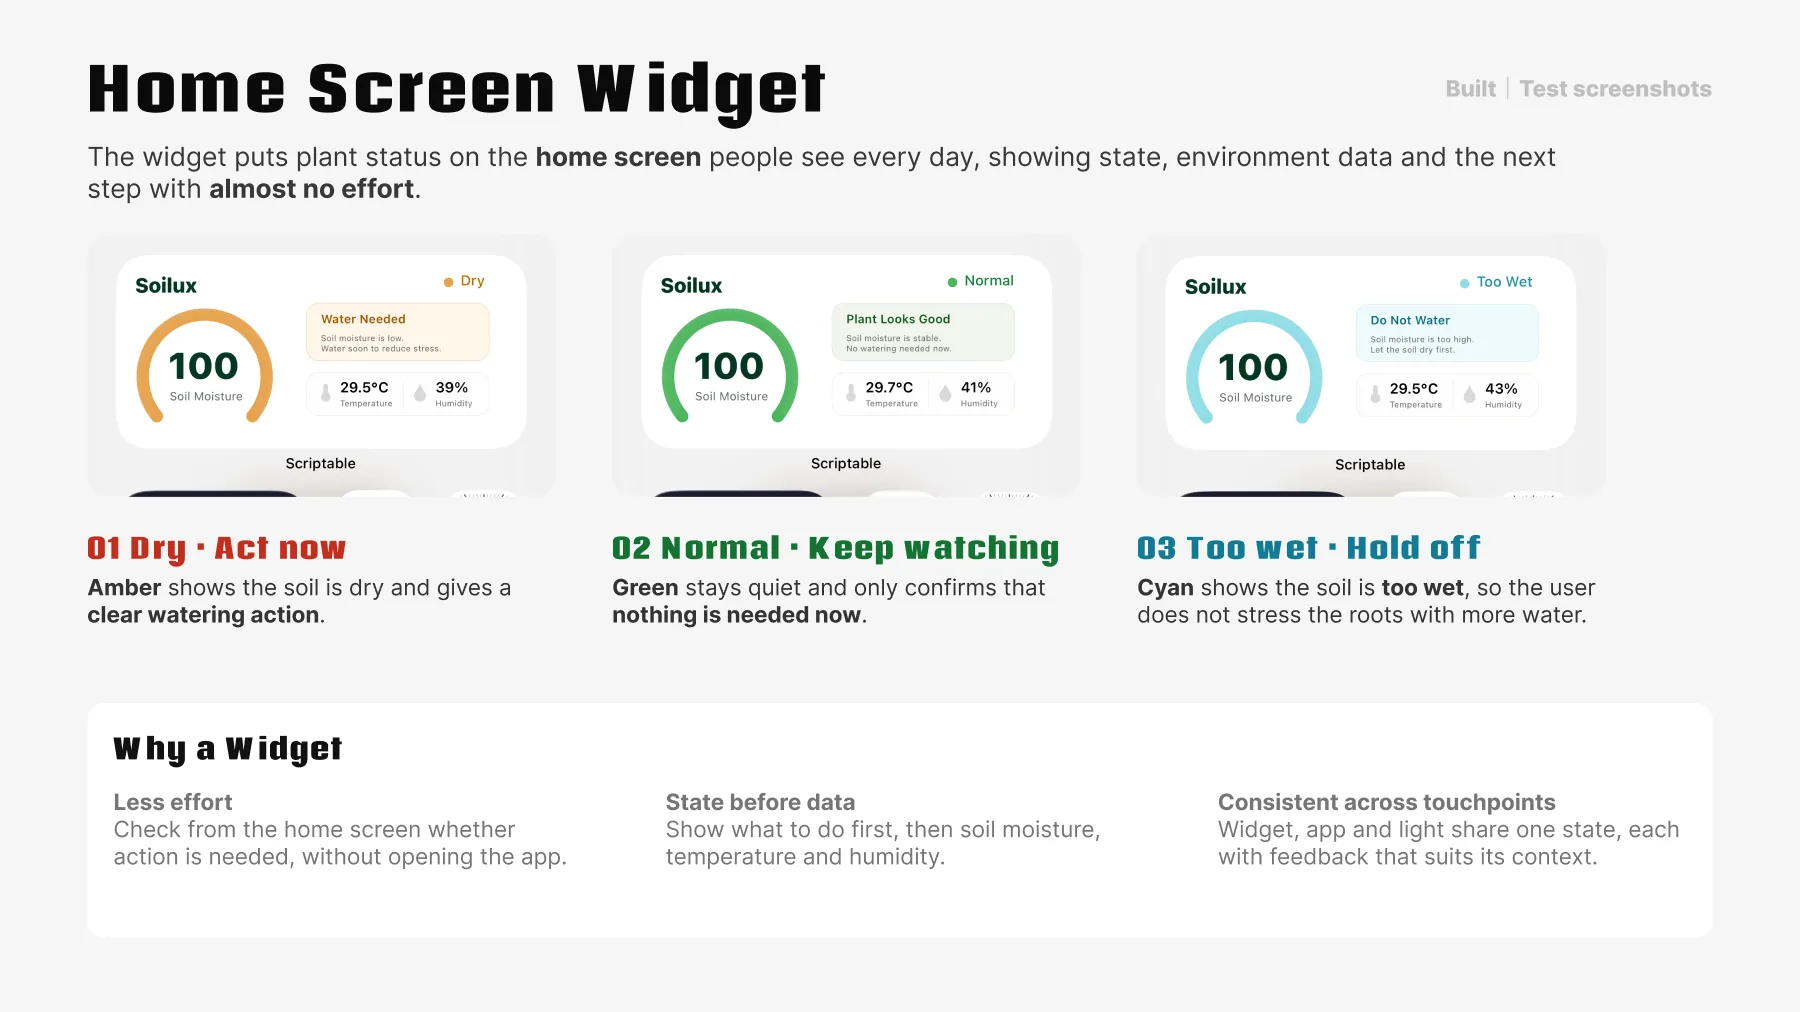 Home Screen Widget
Built | Test screenshots
The widget puts plant status on the home screen people see every day, showing state, environment data and the next
step with almost no effort.
Soilux
Dry
100
Soil Moisture
Water Needed
Soil moisture is low.
Water soon to reduce stress.
29.5°C
Temperature
39%
Humidity
Scriptable
Soilux
Normal
100
Soil Moisture
Plant Looks Good
Soil moisture is stable.
No watering needed now.
29.7°C
Temperature
41%
Humidity
Scriptable
Soilux
Too Wet
100
Soil Moisture
Do Not Water
Soil moisture is too high.
Let the soil dry first.
29.5°C
Temperature
43%
Humidity
Scriptable
01 Dry · Act now
Amber shows the soil is dry and gives a
clear watering action.
02 Normal · Keep watching
Green stays quiet and only confirms that
nothing is needed now.
03 Too wet · Hold off
Cyan shows the soil is too wet, so the user
does not stress the roots with more water.
Why a Widget
Less effort
Check from the home screen whether
action is needed, without opening the app.
State before data
Show what to do first, then soil moisture,
temperature and humidity.
Consistent across touchpoints
Widget, app and light share one state, each
with feedback that suits its context.